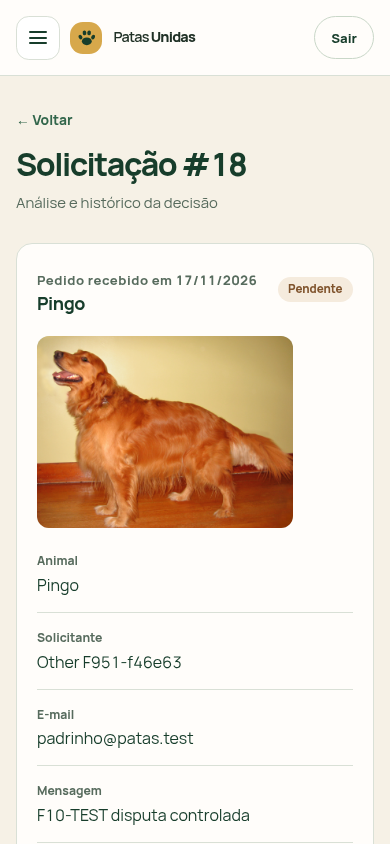 Patas Unidas
Sair
← Voltar
Solicitação #18
Análise e histórico da decisão
Pedido recebido em 17/11/2026
Pingo
Pendente
Animal
Pingo
Solicitante
Other F951-f46e63
E-mail
padrinho@patas.test
Mensagem
F10-TEST disputa controlada